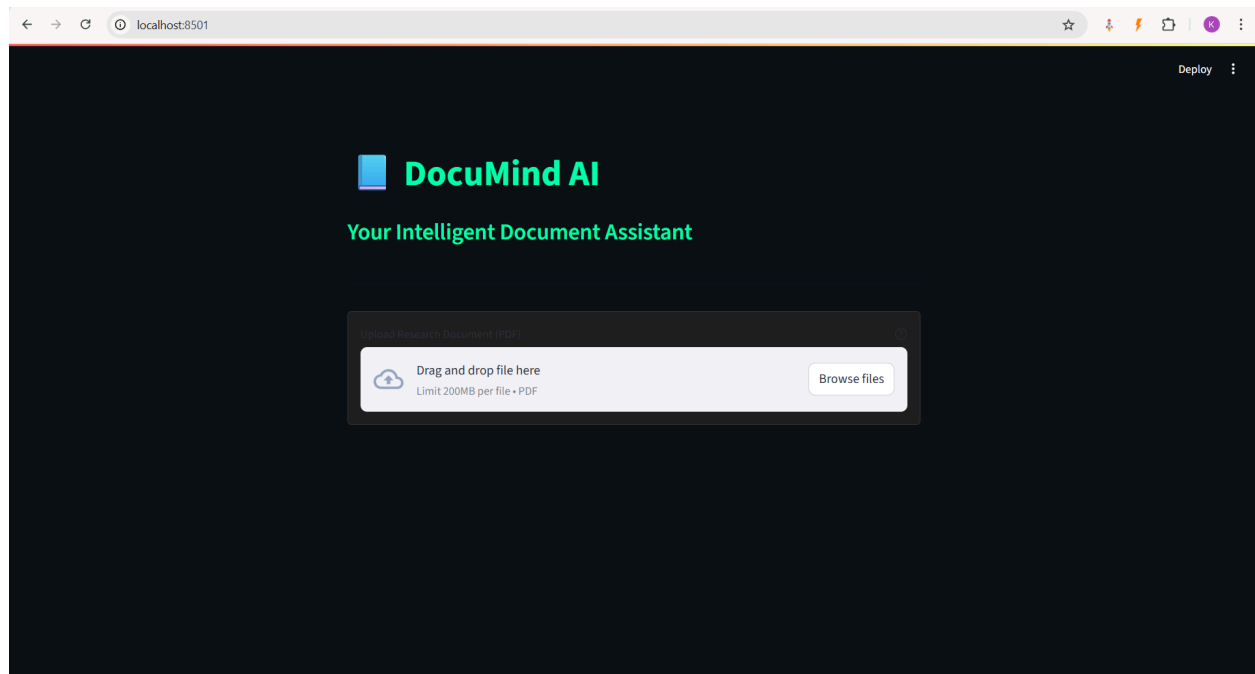 localhost:8501
K
Deploy
DocuMind AI
Your Intelligent Document Assistant
Upload Research Document (PDF)
Drag and drop file here
Limit 200MB per file • PDF
Browse files